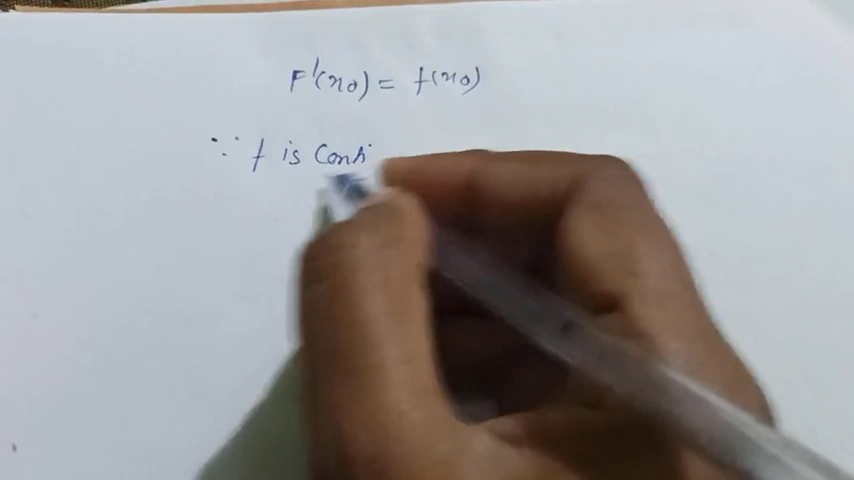 F'(x0) = f(x0)
∵ f is Conti